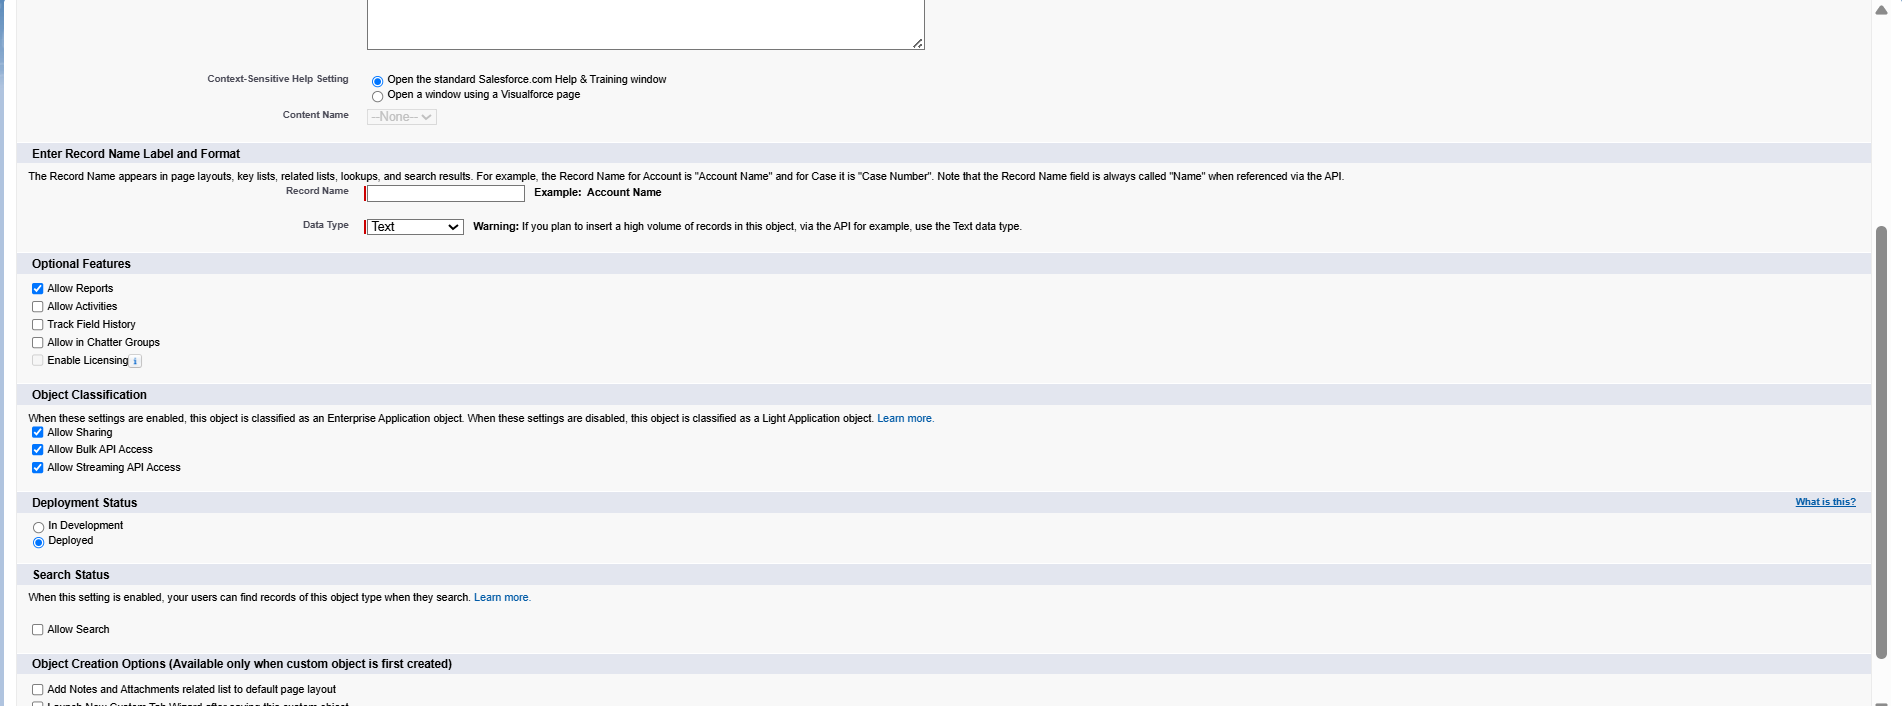 Context-Sensitive Help Setting
Open the standard Salesforce.com Help & Training window
Open a window using a Visualforce page
Content Name
--None--
Enter Record Name Label and Format
The Record Name appears in page layouts, key lists, related lists, lookups, and search results. For example, the Record Name for Account is "Account Name" and for Case it is "Case Number". Note that the Record Name field is always called "Name" when referenced via the API.
Record Name Example: Account Name
Data Type Text Warning: If you plan to insert a high volume of records in this object, via the API for example, use the Text data type.
Optional Features
Allow Reports
Allow Activities
Track Field History
Allow in Chatter Groups
Enable Licensing i
Object Classification
When these settings are enabled, this object is classified as an Enterprise Application object. When these settings are disabled, this object is classified as a Light Application object. Learn more.
Allow Sharing
Allow Bulk API Access
Allow Streaming API Access
Deployment Status What is this?
In Development
Deployed
Search Status
When this setting is enabled, your users can find records of this object type when they search. Learn more.
Allow Search
Object Creation Options (Available only when custom object is first created)
Add Notes and Attachments related list to default page layout
Launch New Custom Tab Wizard after saving this custom object